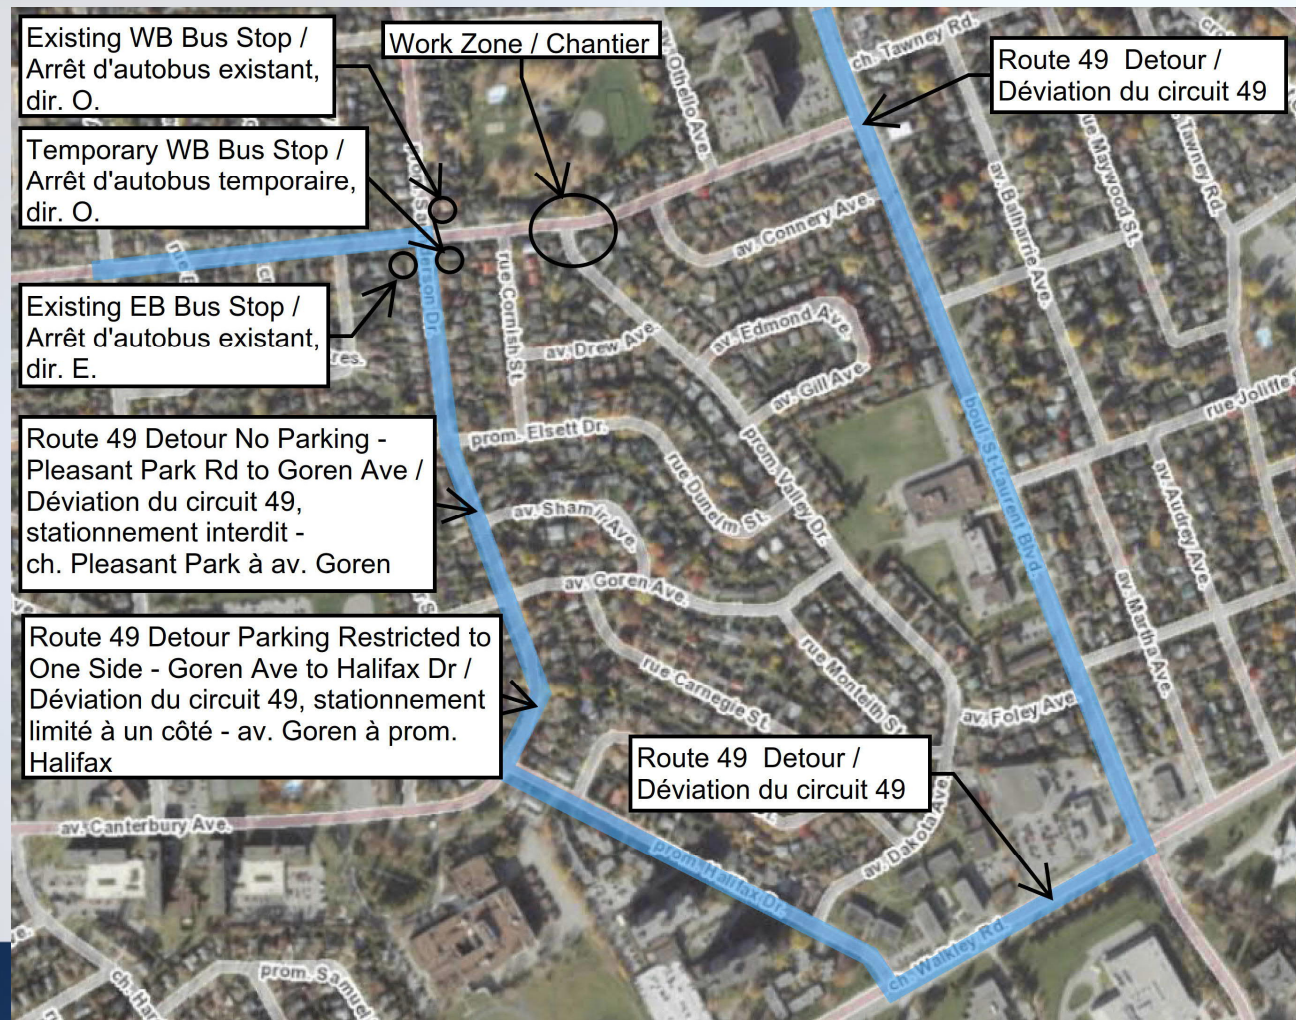 Existing WB Bus Stop /
Arrêt d'autobus existant,
dir. O.
Work Zone / Chantier
Route 49  Detour /
Déviation du circuit 49
Temporary WB Bus Stop /
Arrêt d'autobus temporaire,
dir. O.
Existing EB Bus Stop /
Arrêt d'autobus existant,
dir. E.
Route 49 Detour No Parking -
Pleasant Park Rd to Goren Ave /
Déviation du circuit 49,
stationnement interdit -
ch. Pleasant Park à av. Goren
Route 49 Detour Parking Restricted to
One Side - Goren Ave to Halifax Dr /
Déviation du circuit 49, stationnement
limité à un côté - av. Goren à prom.
Halifax
Route 49  Detour /
Déviation du circuit 49
ch. Tawney Rd.
Othello Ave.
av. Connery Ave.
av. Balharrie Ave.
rue Maywood St.
Tawney Rd.
rue Cornish St.
av. Drew Ave.
av. Edmond Ave.
av. Gill Ave.
rue Joliffe
prom. Elsett Dr.
rue Dunelm St.
prom. Valley Dr.
boul. St-Laurent Blvd.
av. Audrey Ave.
av. Shamir Ave.
av. Goren Ave.
av. Martha Ave.
rue Carnegie St.
rue Monteith St.
av. Foley Ave.
av. Canterbury Ave.
prom. Halifax Dr.
av. Dakota Ave.
ch. Walkley Rd.
prom. Samuel
ch. Har